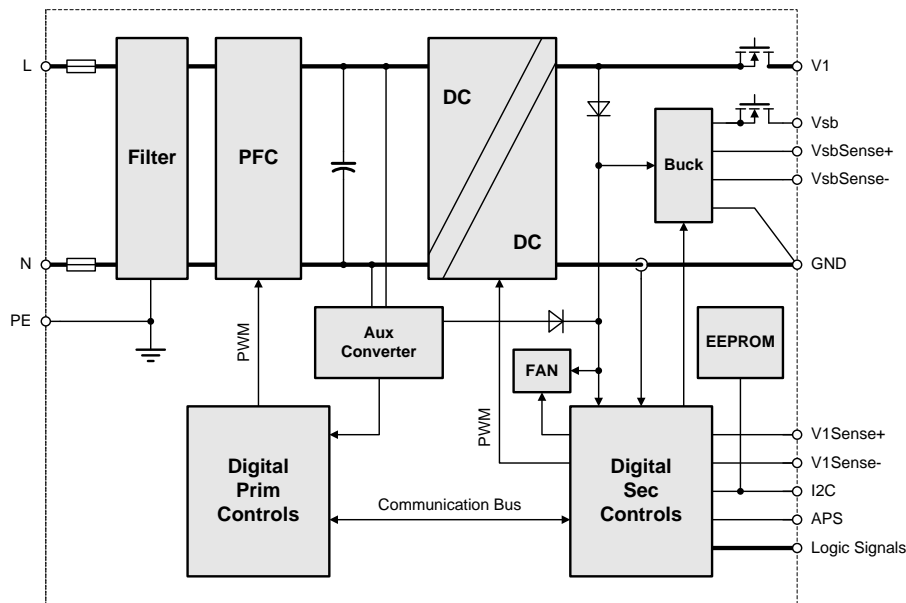 L
Filter
PFC
DC
DC
V1
Vsb
VsbSense+
VsbSense-
Buck
N
GND
PE
PWM
Aux
Converter
FAN
EEPROM
PWM
Digital
Prim
Controls
Communication Bus
Digital
Sec
Controls
V1Sense+
V1Sense-
I2C
APS
Logic Signals